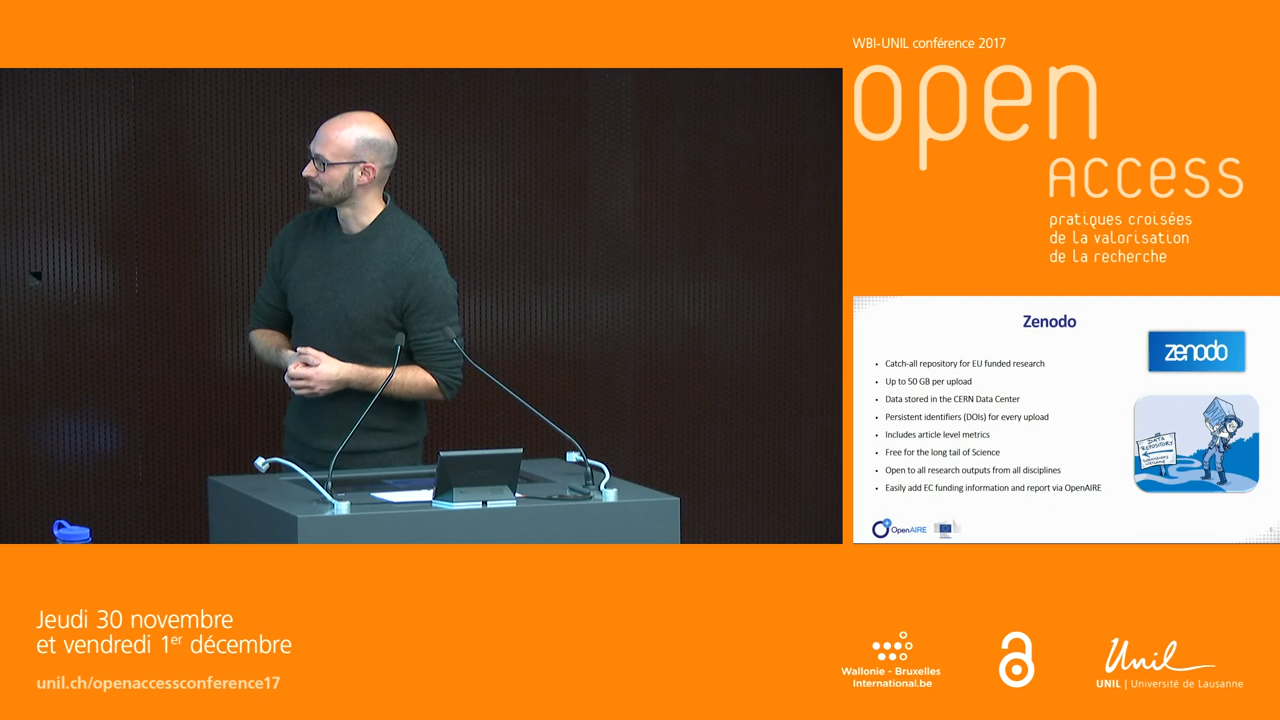 WBI-UNIL conférence 2017
open
access
pratiques croisées
de la valorisation
de la recherche
Zenodo
zenodo
• Catch-all repository for EU funded research
• Up to 50 GB per upload
• Data stored in the CERN Data Center
• Persistent identifiers (DOIs) for every upload
• Includes article level metrics
• Free for the long tail of Science
• Open to all research outputs from all disciplines
• Easily add EC funding information and report via OpenAIRE
DATA
REPOSITORY
OpenAIRE
6
Jeudi 30 novembre
et vendredi 1er décembre
unil.ch/openaccessconference17
Wallonie - Bruxelles
International.be
Unil
UNIL | Université de Lausanne